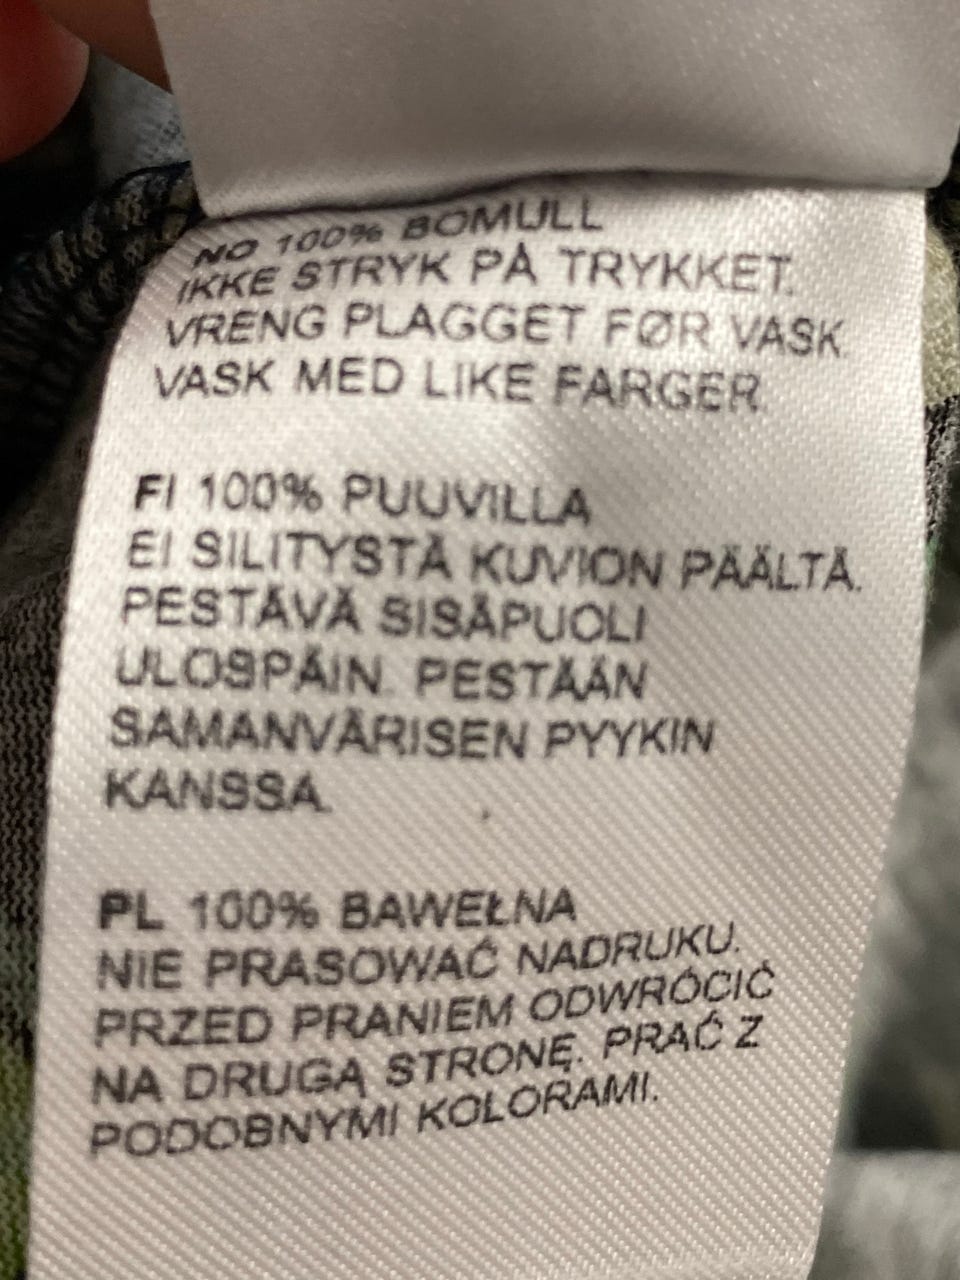 NO 100% BOMULL
IKKE STRYK PÅ TRYKKET.
VRENG PLAGGET FØR VASK
VASK MED LIKE FARGER
FI 100% PUUVILLA
EI SILITYSTÄ KUVION PÄÄLTÄ.
PESTÄVÄ SISÄPUOLI
ULOSPÄIN. PESTÄÄN
SAMANVÄRISEN PYYKIN
KANSSA.
PL 100% BAWEŁNA
NIE PRASOWAĆ NADRUKU.
PRZED PRANIEM ODWRÓCIĆ
NA DRUGĄ STRONĘ. PRAĆ Z
PODOBNYMI KOLORAMI.